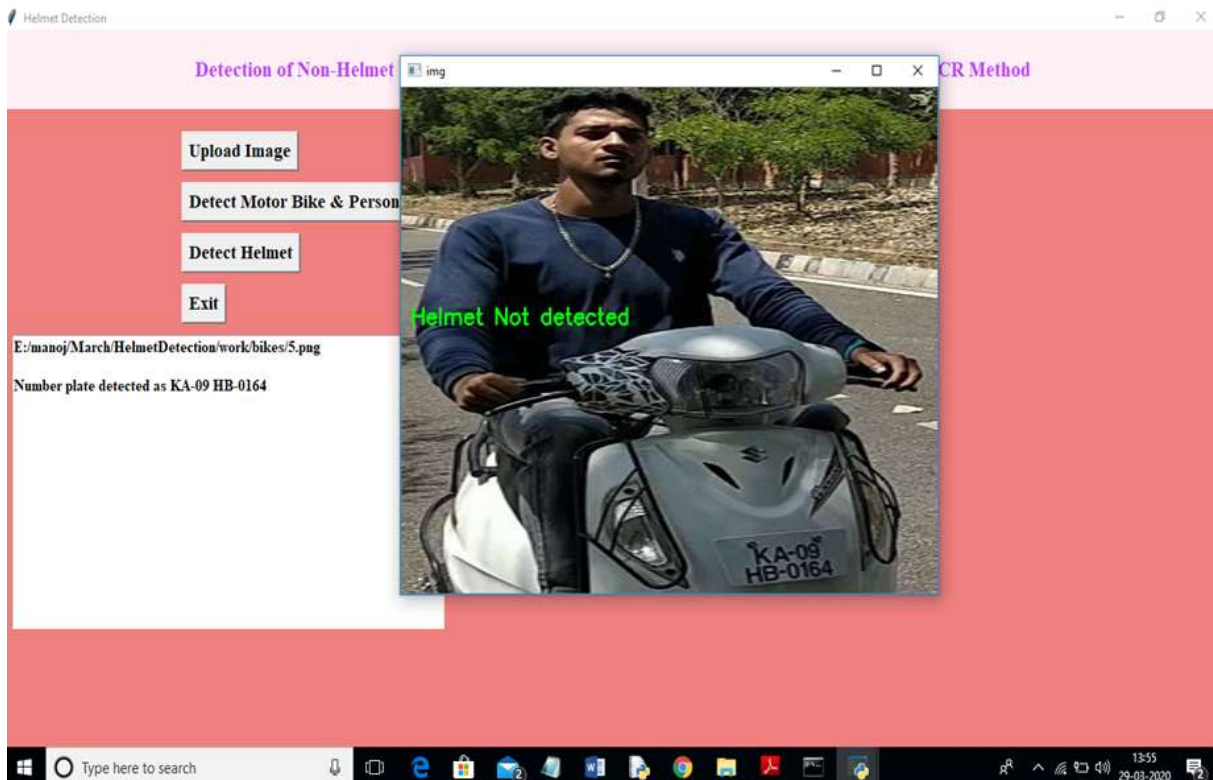 Helmet Detection
Detection of Non-Helmet
CR Method
img
Upload Image
Detect Motor Bike & Person
Detect Helmet
Exit
Helmet Not detected
E:/manoj/March/HelmetDetection/work/bikes/5.png
Number plate detected as KA-09 HB-0164
KA-09
HB-0164
Type here to search
2
13:55
29-03-2020
2